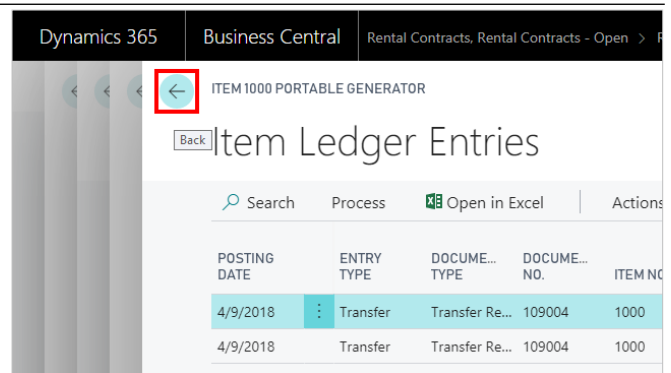 Dynamics 365 Business Central Rental Contracts, Rental Contracts - Open >
ITEM 1000 PORTABLE GENERATOR
Back
Item Ledger Entries
Search Process Open in Excel Actions
POSTING DATE ENTRY TYPE DOCUME... TYPE DOCUME... NO. ITEM NO
4/9/2018 Transfer Transfer Re... 109004 1000
4/9/2018 Transfer Transfer Re... 109004 1000